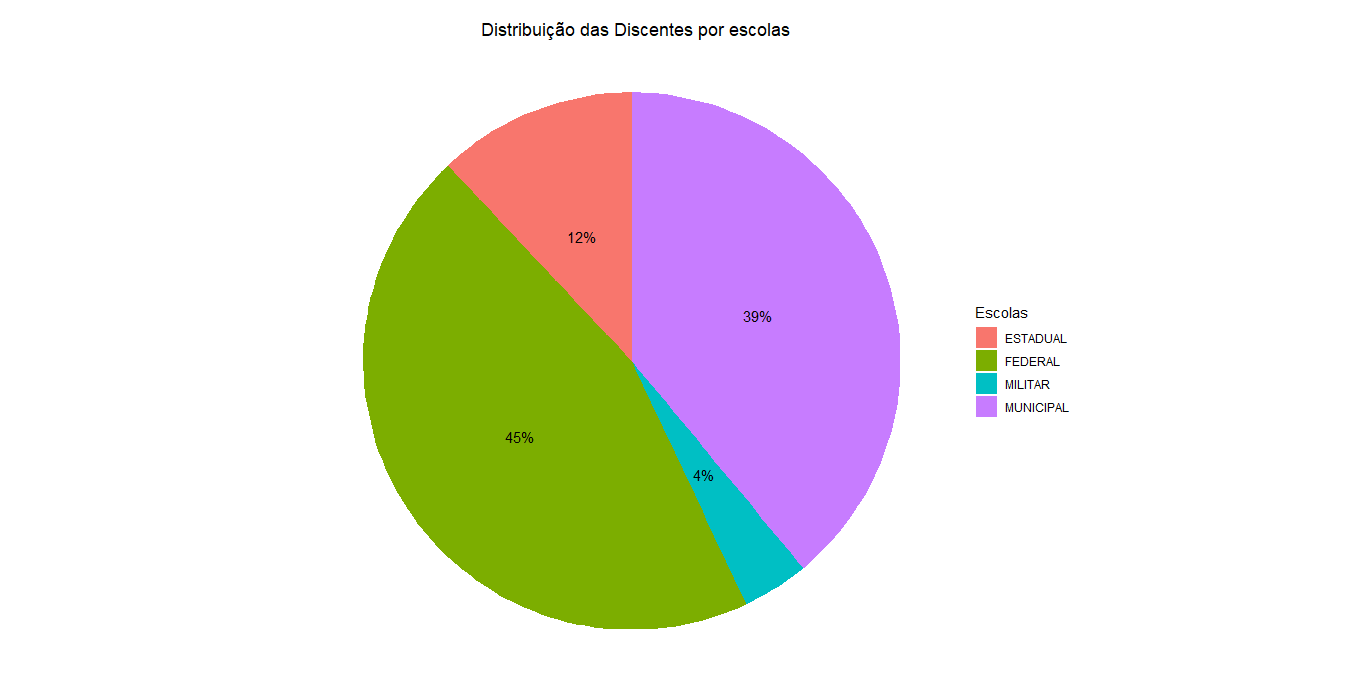 Distribuição das Discentes por escolas
12%
39%
45%
4%
Escolas
ESTADUAL
FEDERAL
MILITAR
MUNICIPAL